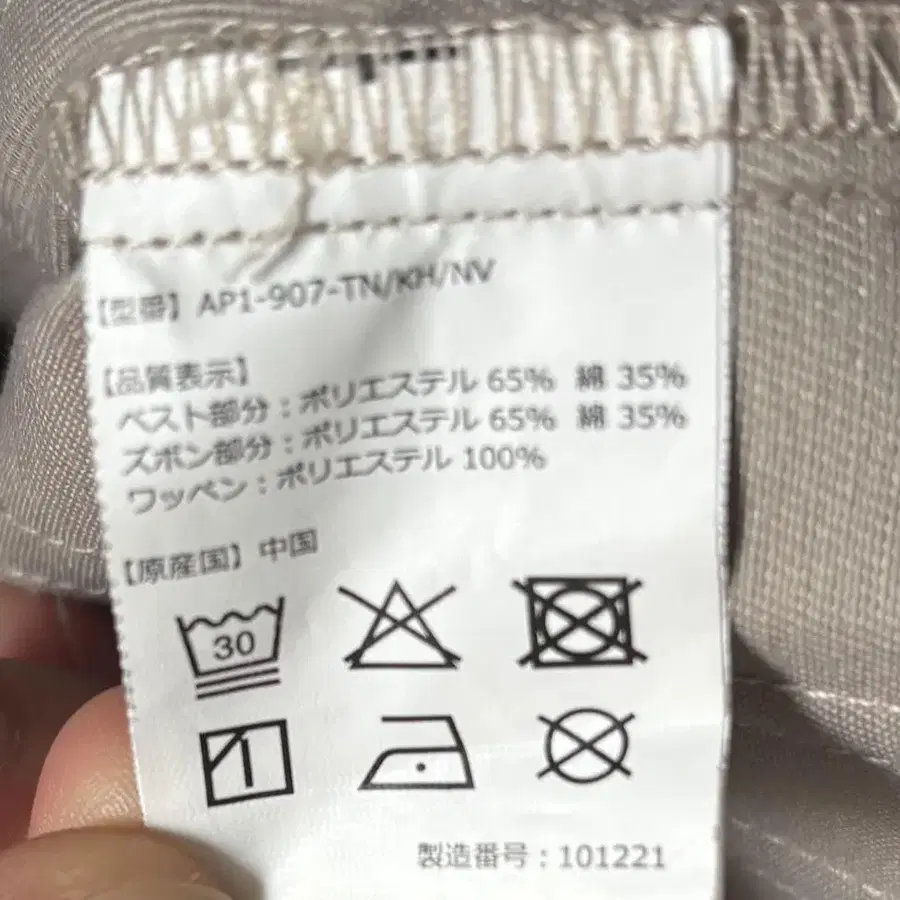 【型番】AP1-907-TN/KH/NV
【品質表示】
ベスト部分：ポリエステル 65% 綿 35%
ズボン部分：ポリエステル 65% 綿 35%
ワッペン：ポリエステル 100%
【原産国】中国
30
製造番号：101221